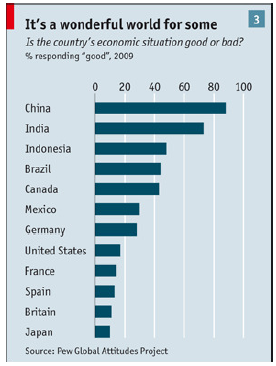 It's a wonderful world for some
3
Is the country's economic situation good or bad?
% responding "good", 2009
0 20 40 60 80 100
China
India
Indonesia
Brazil
Canada
Mexico
Germany
United States
France
Spain
Britain
Japan
Source: Pew Global Attitudes Project